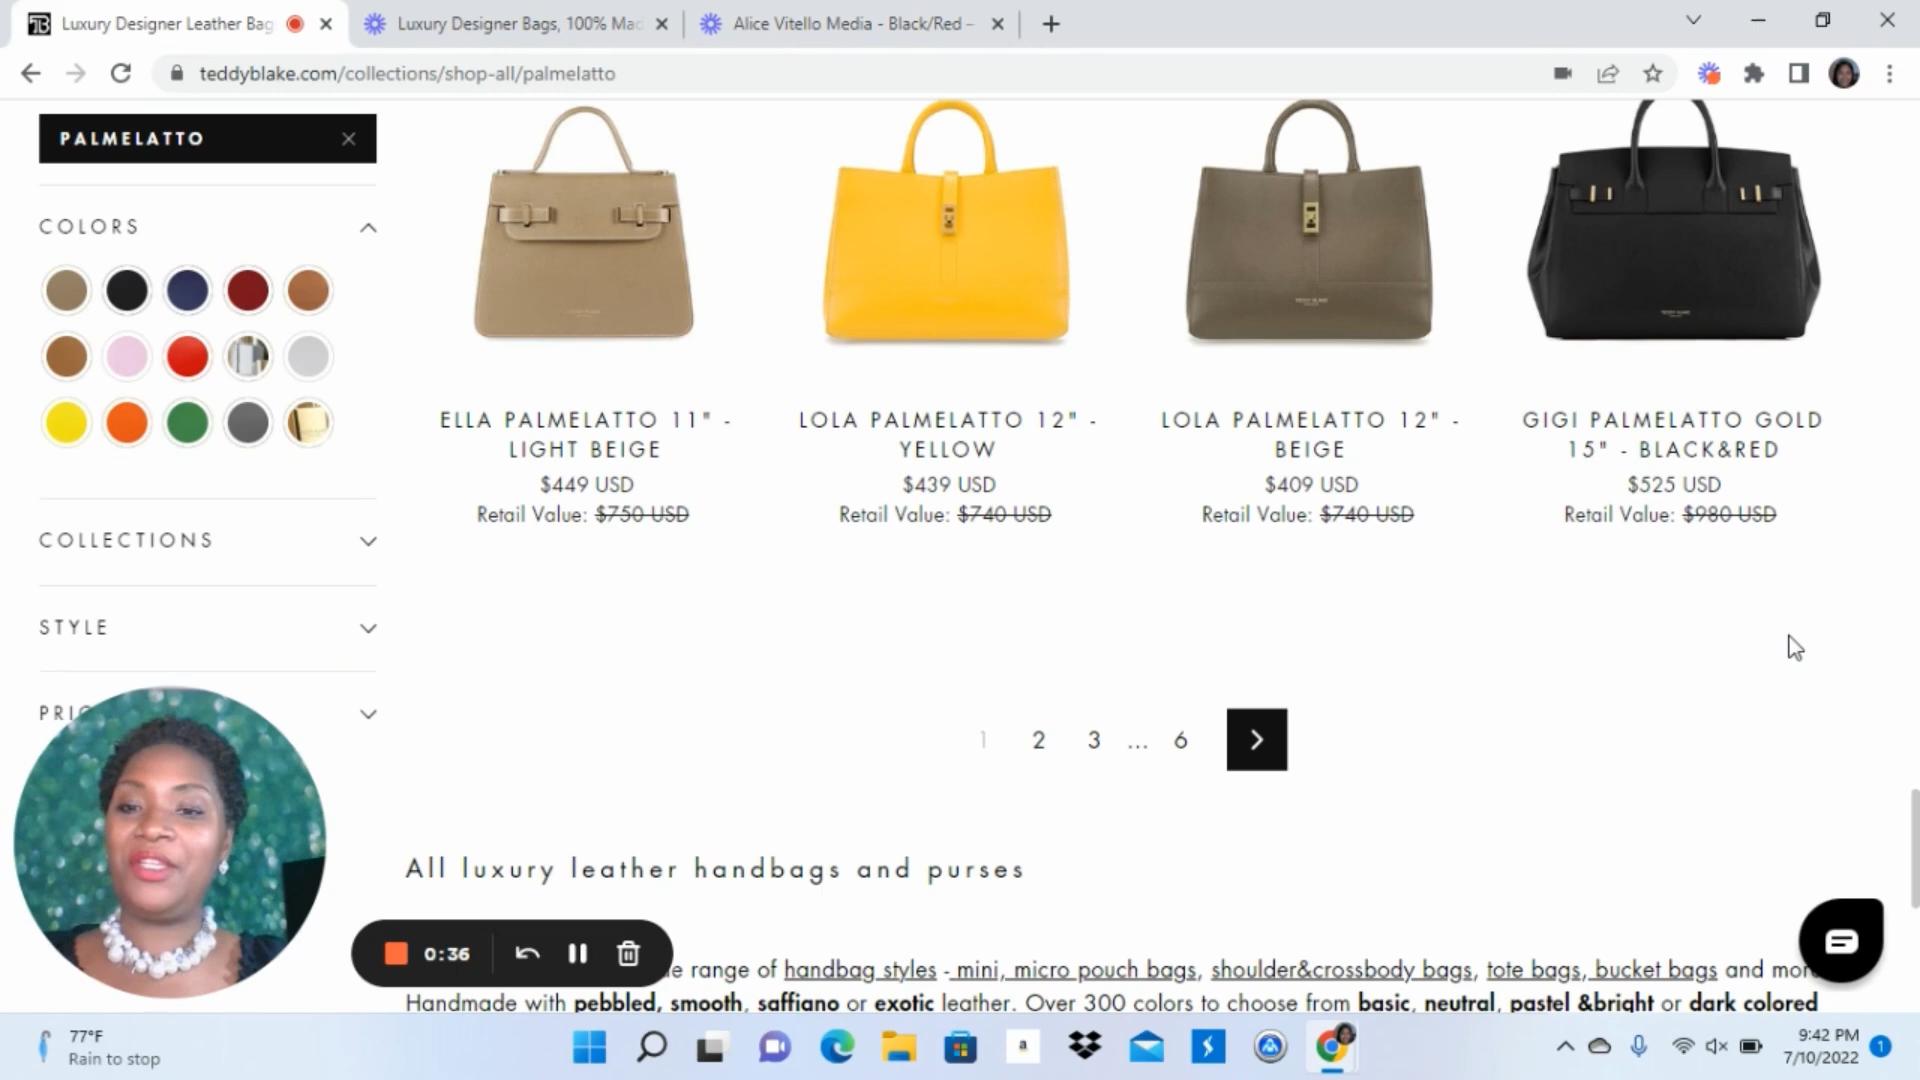 Luxury Designer Leather Bag
Luxury Designer Bags, 100% Mad
Alice Vitello Media - Black/Red –
teddyblake.com/collections/shop-all/palmelatto
PALMELATTO
COLORS
COLLECTIONS
STYLE
PRIC
ELLA PALMELATTO 11" -
LIGHT BEIGE
$449 USD
Retail Value: $750 USD
LOLA PALMELATTO 12" -
YELLOW
$439 USD
Retail Value: $740 USD
LOLA PALMELATTO 12" -
BEIGE
$409 USD
Retail Value: $740 USD
GIGI PALMELATTO GOLD
15" - BLACK&RED
$525 USD
Retail Value: $980 USD
1 2 3 ... 6
All luxury leather handbags and purses
0:36
e range of handbag styles - mini, micro pouch bags, shoulder&crossbody bags, tote bags, bucket bags and mor
Handmade with pebbled, smooth, saffiano or exotic leather. Over 300 colors to choose from basic, neutral, pastel &bright or dark colored
77°F
Rain to stop
a
9:42 PM
7/10/2022
1